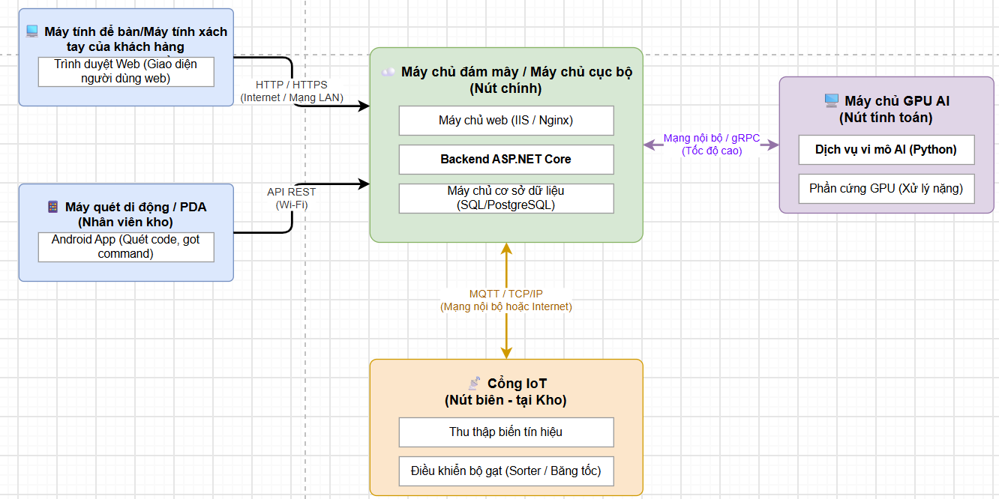 Máy tính để bàn/Máy tính xách
tay của khách hàng
Trình duyệt Web (Giao diện
người dùng web)
HTTP / HTTPS
(Internet / Mạng LAN)
Máy quét di động / PDA
(Nhân viên kho)
Android App (Quét code, got
command)
API REST
(Wi-Fi)
Máy chủ đám mây / Máy chủ cục bộ
(Nút chính)
Máy chủ web (IIS / Nginx)
Backend ASP.NET Core
Máy chủ cơ sở dữ liệu
(SQL/PostgreSQL)
Mạng nội bộ / gRPC
(Tốc độ cao)
Máy chủ GPU AI
(Nút tính toán)
Dịch vụ vi mô AI (Python)
Phần cứng GPU (Xử lý nặng)
MQTT / TCP/IP
(Mạng nội bộ hoặc Internet)
Cổng IoT
(Nút biên - tại Kho)
Thu thập biến tín hiệu
Điều khiển bộ gạt (Sorter / Băng tốc)